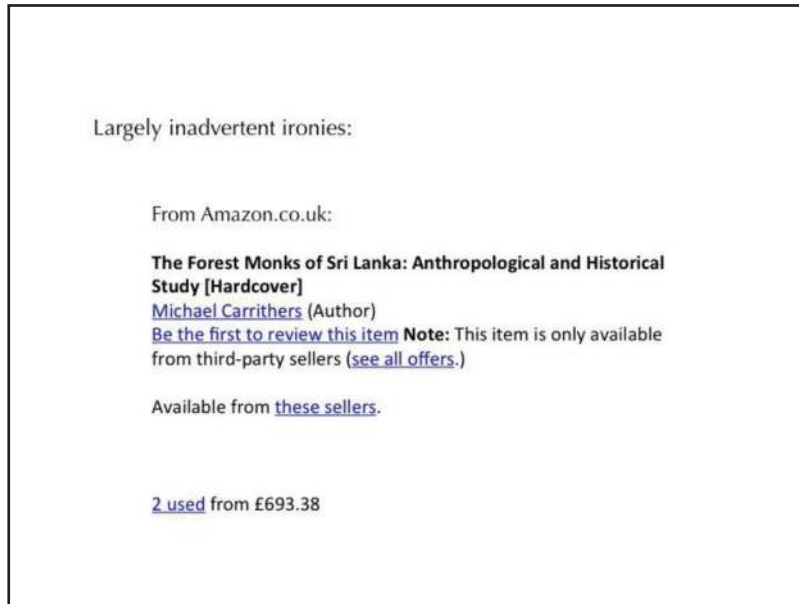 Largely inadvertent ironies:
From Amazon.co.uk:
The Forest Monks of Sri Lanka: Anthropological and Historical
Study [Hardcover]
Michael Carrithers (Author)
Be the first to review this item Note: This item is only available
from third-party sellers (see all offers.)
Available from these sellers.
2 used from £693.38